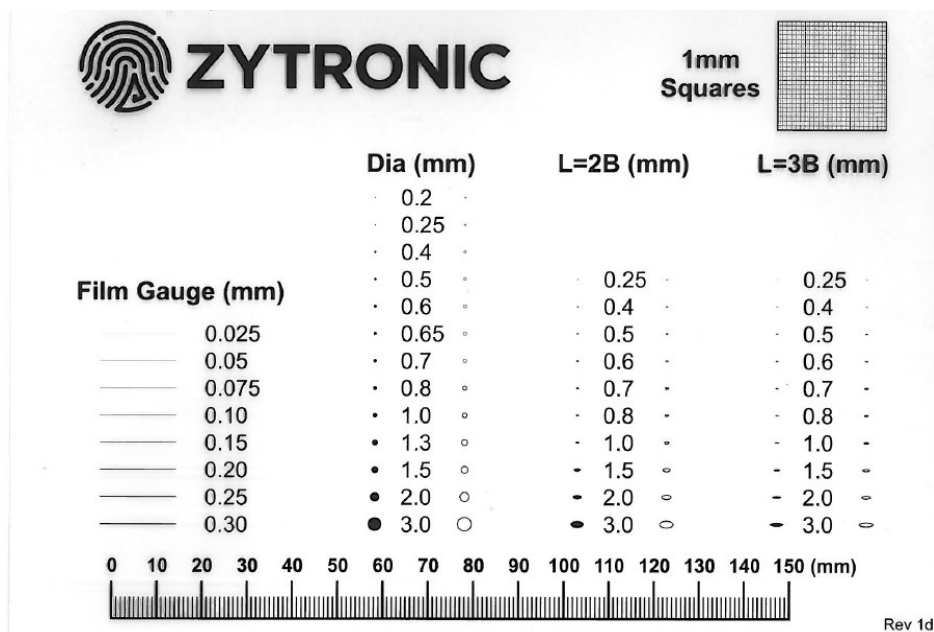 ZYTRONIC
1mm
Squares
Dia (mm) L=2B (mm) L=3B (mm)
0.2
0.25
0.4
0.5 0.25 0.25
Film Gauge (mm)
0.6 0.4 0.4
0.025 0.65 0.5 0.5
0.05 0.7 0.6 0.6
0.075 0.8 0.7 0.7
0.10 1.0 0.8 0.8
0.15 1.3 1.0 1.0
0.20 1.5 1.5 1.5
0.25 2.0 2.0 2.0
0.30 3.0 3.0 3.0
0 10 20 30 40 50 60 70 80 90 100 110 120 130 140 150 (mm)
Rev 1d